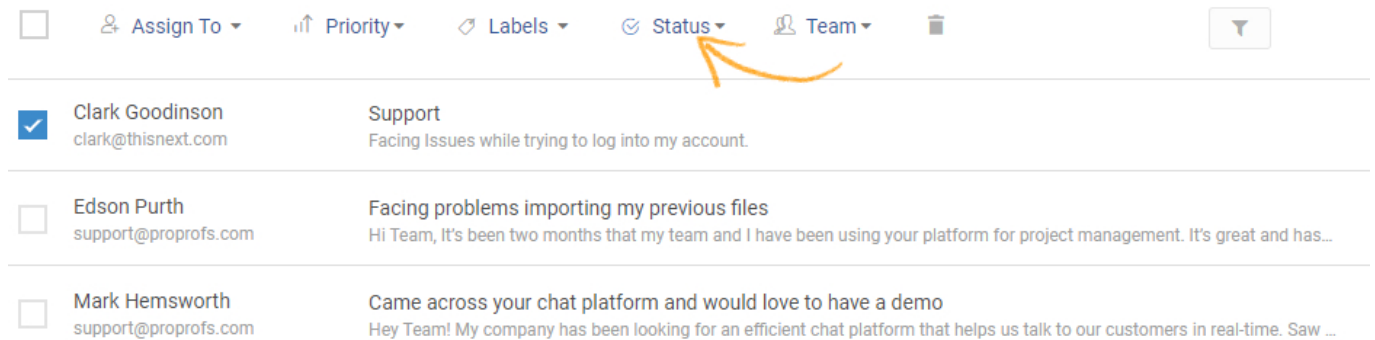 Assign To Priority Labels Status Team
Clark Goodinson
Support
clark@thisnext.com
Facing Issues while trying to log into my account.
Edson Purth
Facing problems importing my previous files
support@proprofs.com
Hi Team, It's been two months that my team and I have been using your platform for project management. It's great and has...
Mark Hemsworth
Came across your chat platform and would love to have a demo
support@proprofs.com
Hey Team! My company has been looking for an efficient chat platform that helps us talk to our customers in real-time. Saw ...